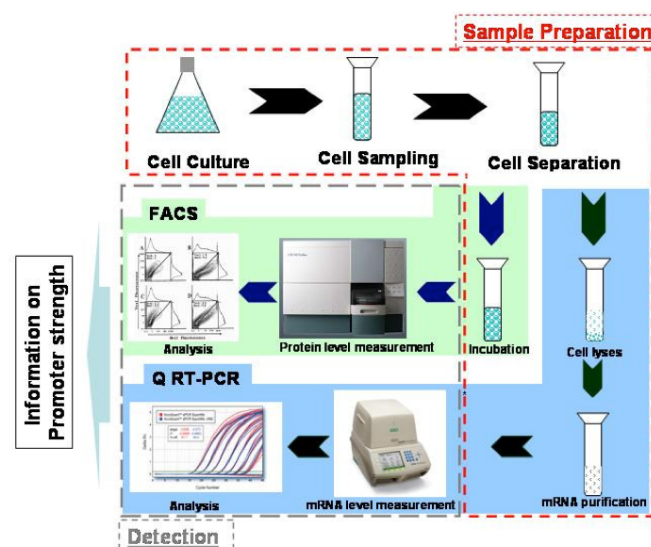 Sample Preparation
Cell Culture
Cell Sampling
Cell Separation
FACS
Analysis
Protein level measurement
Incubation
Cell lyses
Information on
Promoter strength
Q RT-PCR
Analysis
mRNA level measurement
mRNA purification
Detection